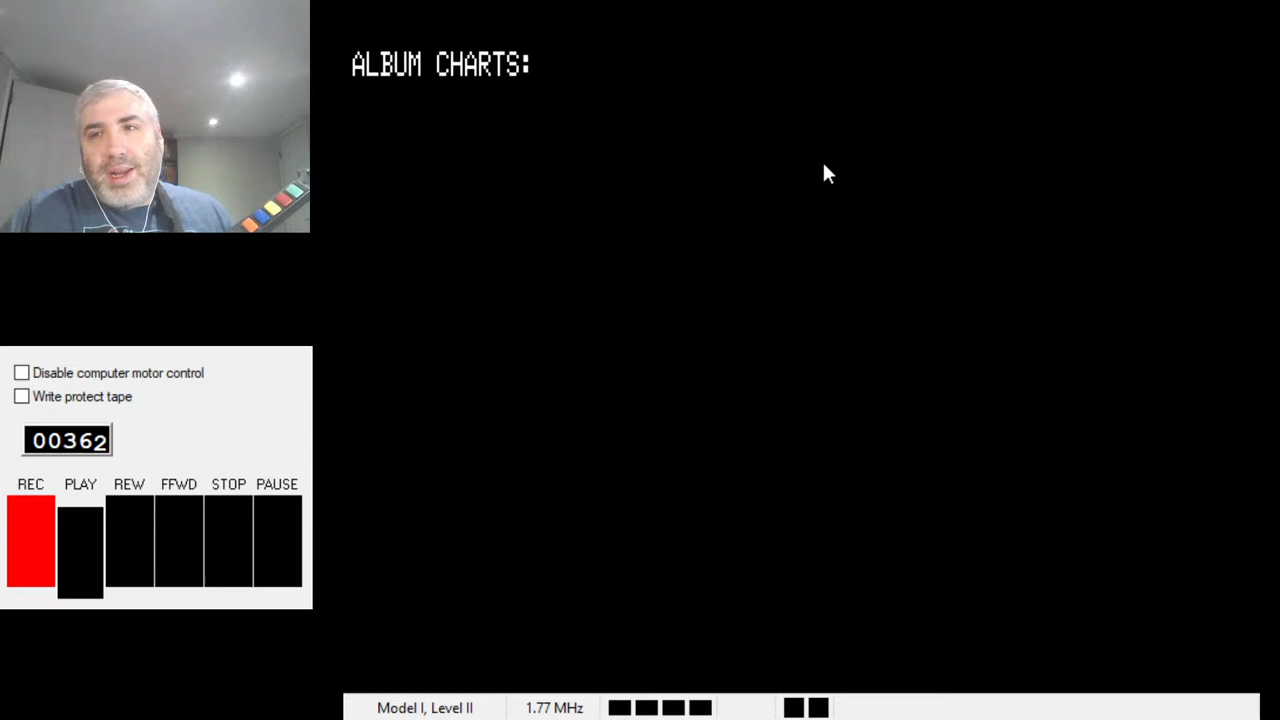 ALBUM CHARTS:
Disable computer motor control
Write protect tape
00362
REC PLAY REW FFWD STOP PAUSE
Model I, Level II 1.77 MHz